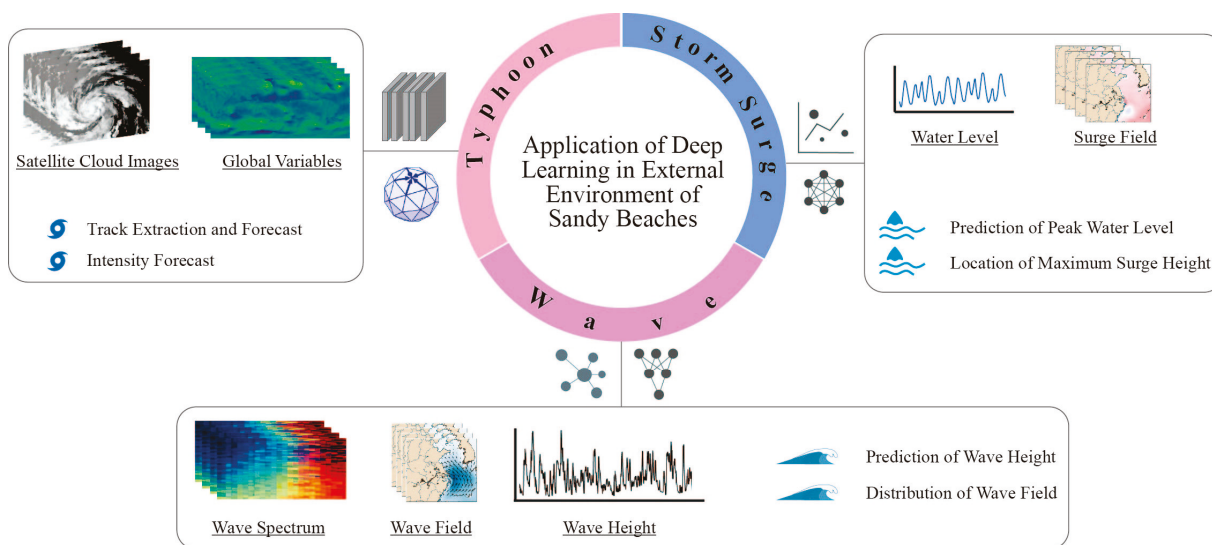 Typhoon
Storm Surge
Wave
Application of Deep
Learning in External
Environment of
Sandy Beaches
Satellite Cloud Images
Global Variables
Track Extraction and Forecast
Intensity Forecast
Water Level
Surge Field
Prediction of Peak Water Level
Location of Maximum Surge Height
Wave Spectrum
Wave Field
Wave Height
Prediction of Wave Height
Distribution of Wave Field